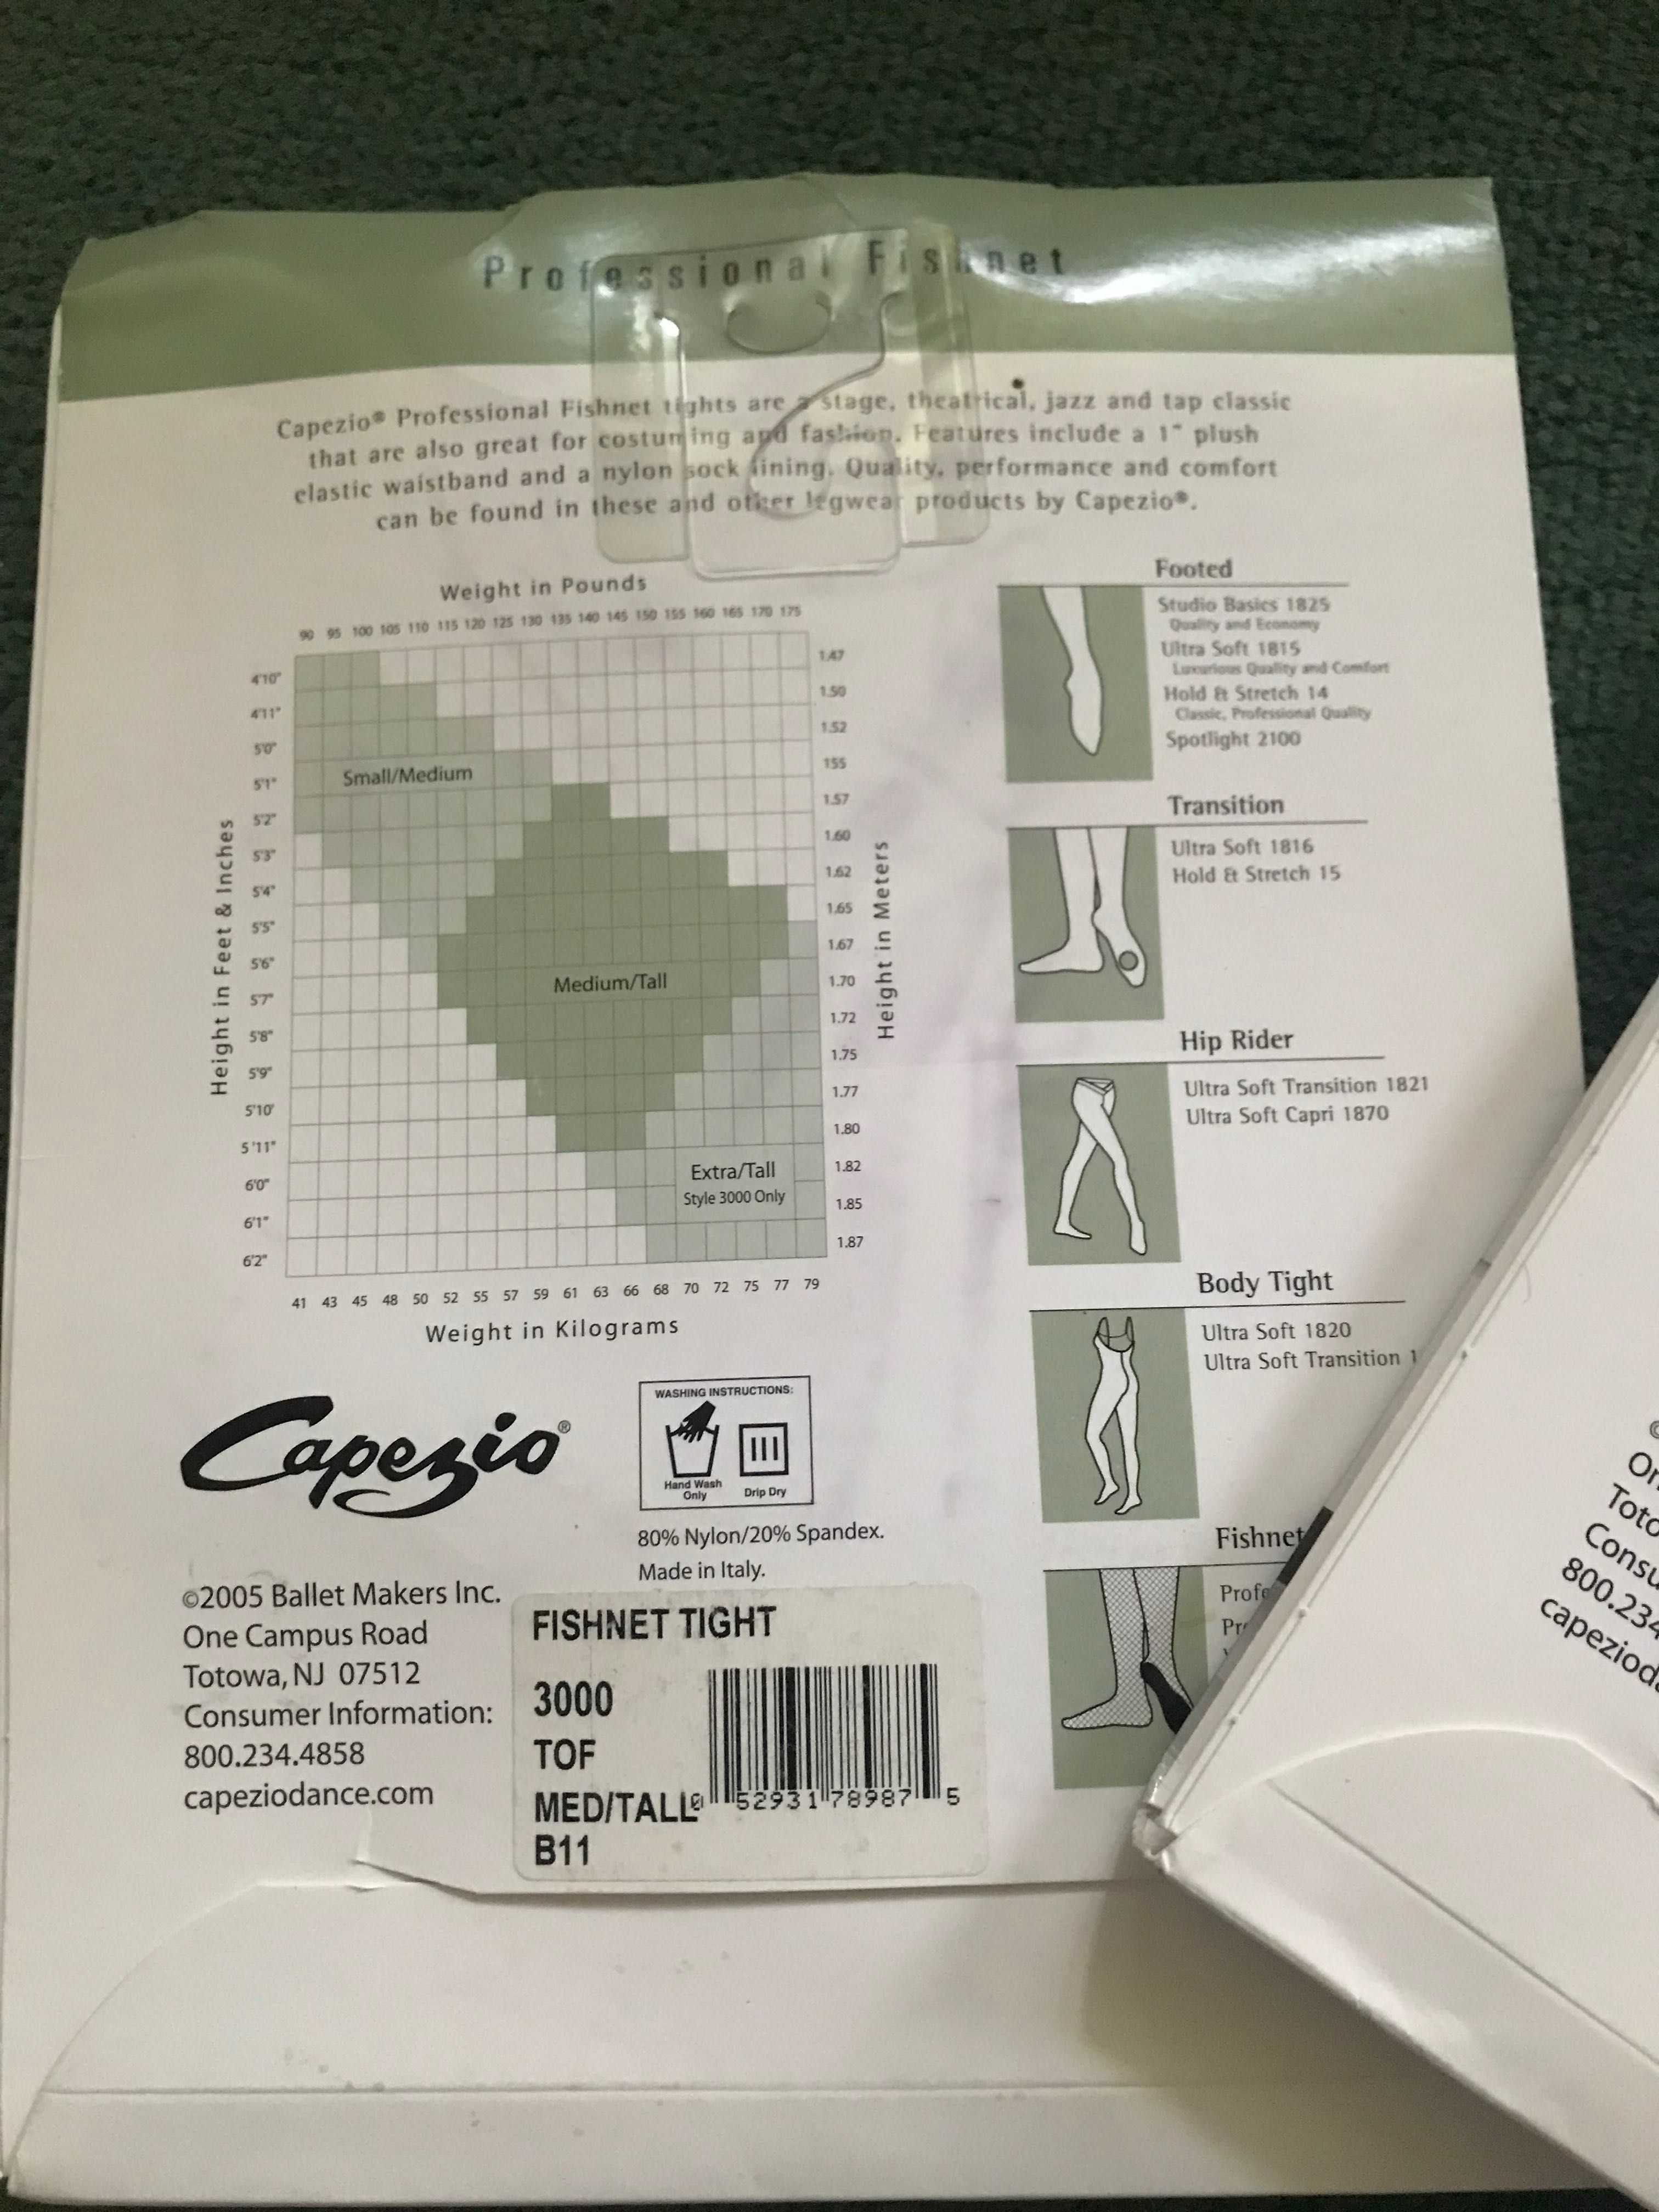 Professional Fishnet
Capezio® Professional Fishnet tights are a stage, theatrical, jazz and tap classic
that are also great for costuming and fashion. Features include a 1" plush
elastic waistband and a nylon sock lining. Quality, performance and comfort
can be found in these and other legwear products by Capezio®.
Weight in Pounds
90 95 100 105 110 115 120 125 130 135 140 145 150 155 160 165 170 175
Height in Feet & Inches
4'10"
4'11"
5'0"
5'1"
5'2"
5'3"
5'4"
5'5"
5'6"
5'7"
5'8"
5'9"
5'10'
5'11"
6'0"
6'1"
6'2"
Small/Medium
Medium/Tall
Extra/Tall
Style 3000 Only
1.47
1.50
1.52
155
1.57
1.60
1.62
1.65
1.67
1.70
1.72
1.75
1.77
1.80
1.82
1.85
1.87
Height in Meters
41 43 45 48 50 52 55 57 59 61 63 66 68 70 72 75 77 79
Weight in Kilograms
Footed
Studio Basics 1825
Quality and Economy
Ultra Soft 1815
Luxurious Quality and Comfort
Hold & Stretch 14
Classic, Professional Quality
Spotlight 2100
Transition
Ultra Soft 1816
Hold & Stretch 15
Hip Rider
Ultra Soft Transition 1821
Ultra Soft Capri 1870
Body Tight
Ultra Soft 1820
Ultra Soft Transition 1
Fishnet
Profe
Capezio®
WASHING INSTRUCTIONS:
Hand Wash
Only
Drip Dry
80% Nylon/20% Spandex.
Made in Italy.
©2005 Ballet Makers Inc.
One Campus Road
Totowa, NJ 07512
Consumer Information:
800.234.4858
capeziodance.com
FISHNET TIGHT
3000
TOF
MED/TALL
B11
0 52931 78987 5
©
On
Toto
Consu
800.234
capezioda